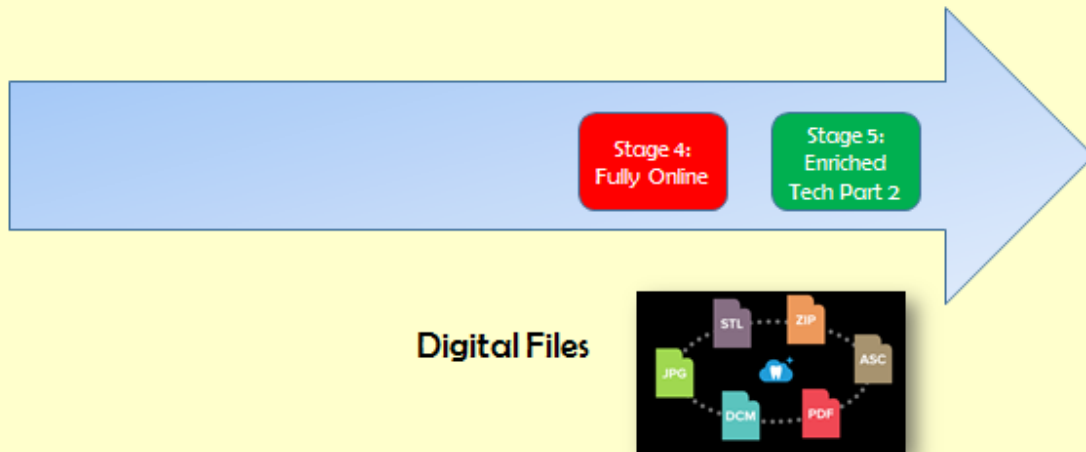 Stage 4:
Fully Online
Stage 5:
Enriched
Tech Part 2
Digital Files
STL
ZIP
JPG
ASC
DCM
PDF